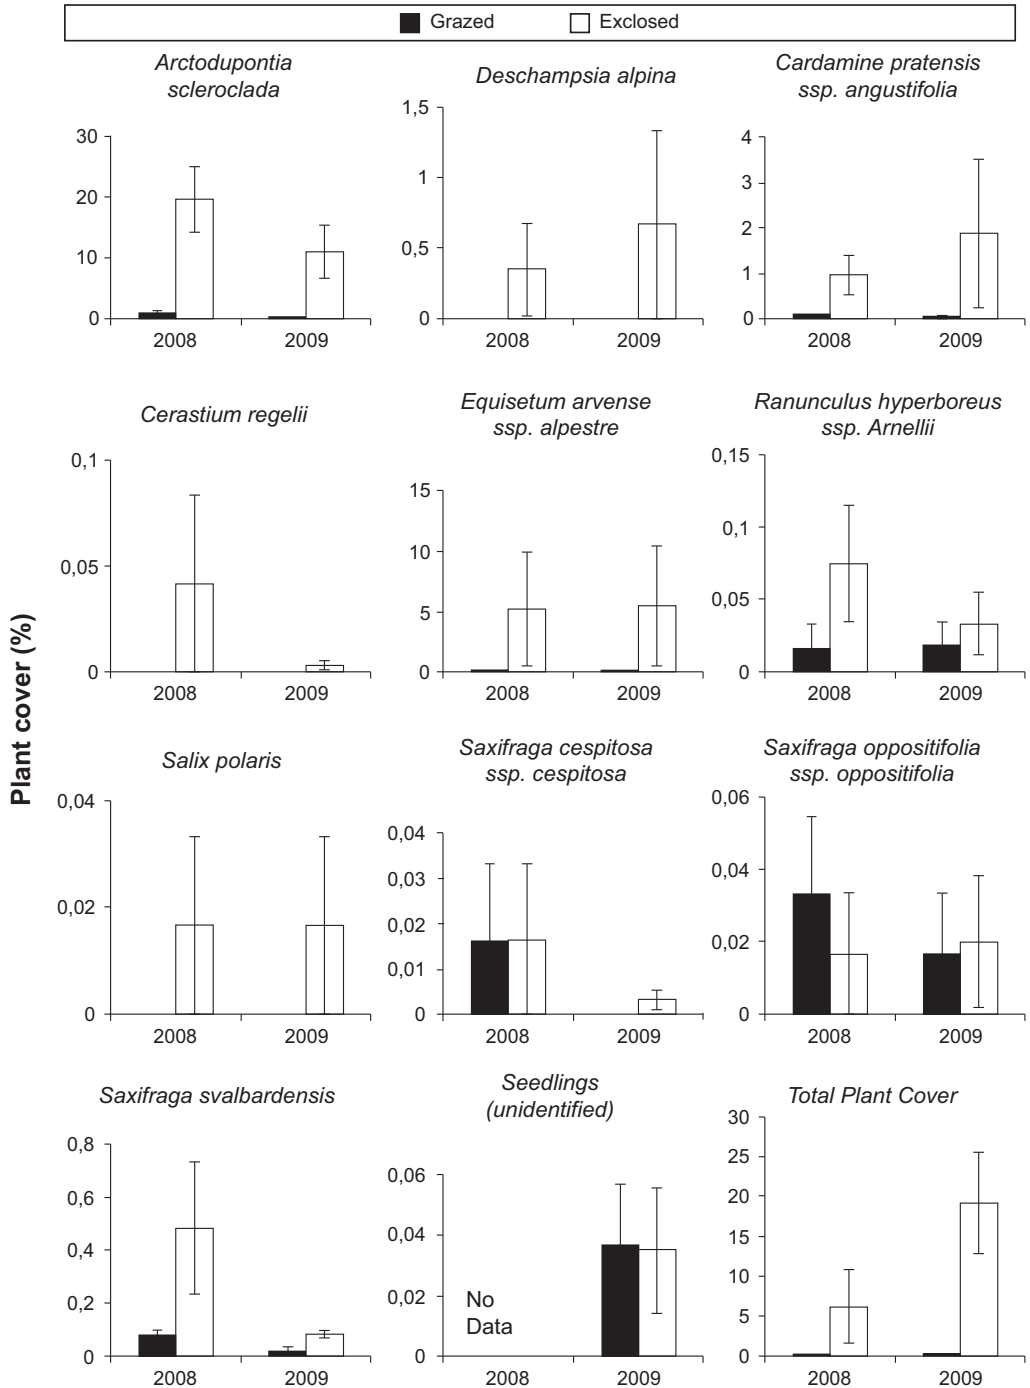 Grazed Exclosed
Arctodupontia
scleroclada
30
20
10
0
2008 2009
Deschampsia alpina
1,5
1
0,5
0
2008 2009
Cardamine pratensis
ssp. angustifolia
4
3
2
1
0
2008 2009
Plant cover (%)
Cerastium regelii
0,1
0,05
0
2008 2009
Equisetum arvense
ssp. alpestre
15
10
5
0
2008 2009
Ranunculus hyperboreus
ssp. Arnellii
0,15
0,1
0,05
0
2008 2009
Salix polaris
0,04
0,02
0
2008 2009
Saxifraga cespitosa
ssp. cespitosa
0,04
0,03
0,02
0,01
0
2008 2009
Saxifraga oppositifolia
ssp. oppositifolia
0,06
0,04
0,02
0
2008 2009
Saxifraga svalbardensis
0,8
0,6
0,4
0,2
0
2008 2009
Seedlings
(unidentified)
0,06
0,04
0,02
0
No
Data
2008 2009
Total Plant Cover
30
25
20
15
10
5
0
2008 2009